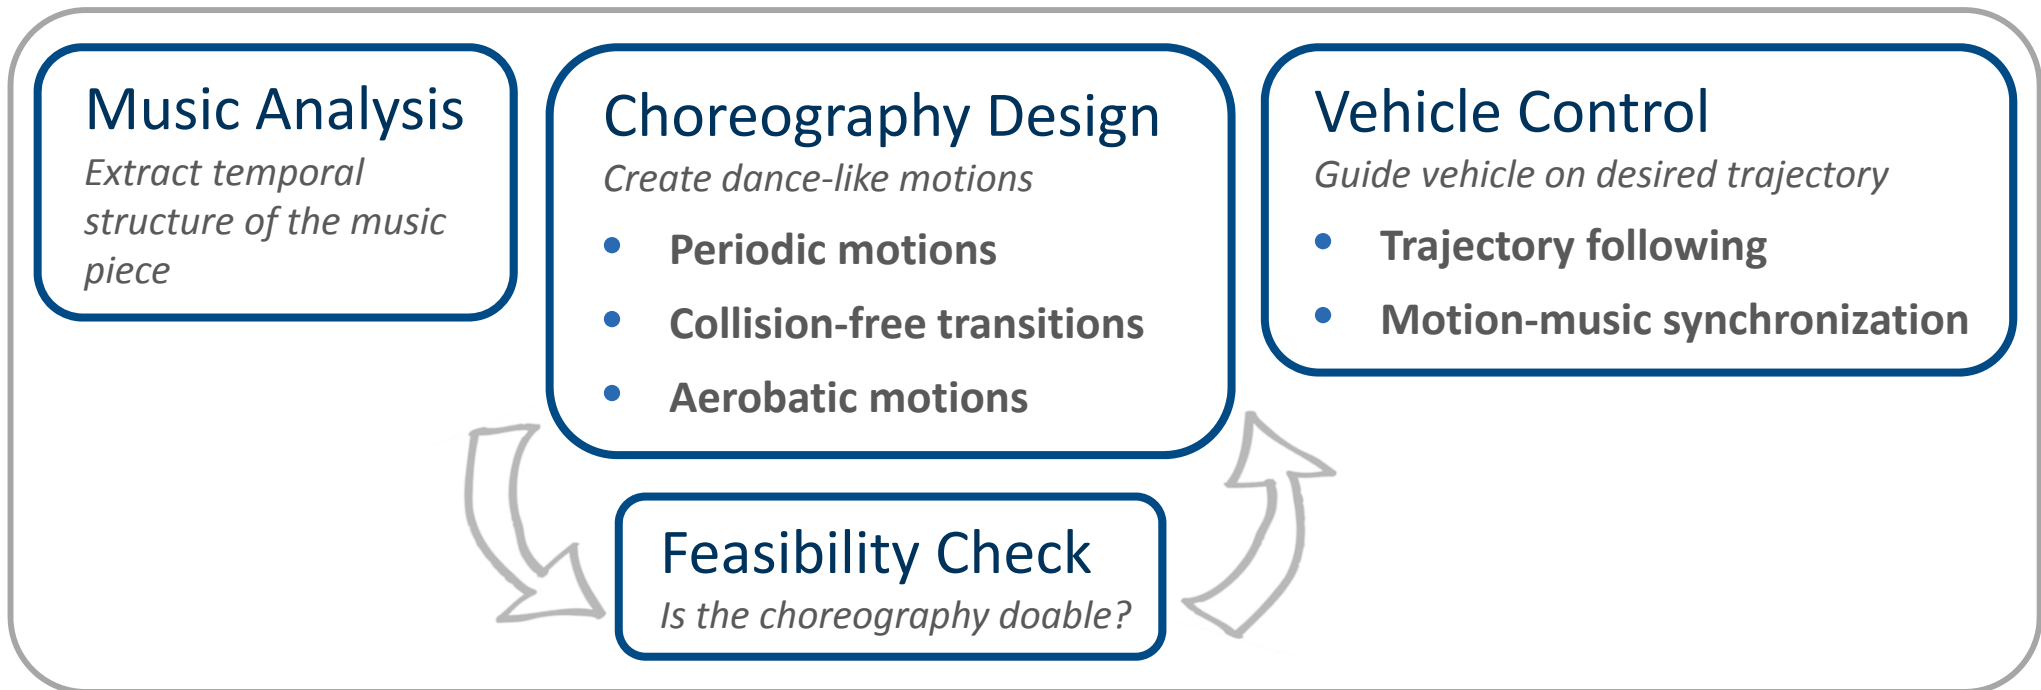 Music Analysis
Extract temporal
structure of the music
piece
Choreography Design
Create dance-like motions
• Periodic motions
• Collision-free transitions
• Aerobatic motions
Vehicle Control
Guide vehicle on desired trajectory
• Trajectory following
• Motion-music synchronization
Feasibility Check
Is the choreography doable?